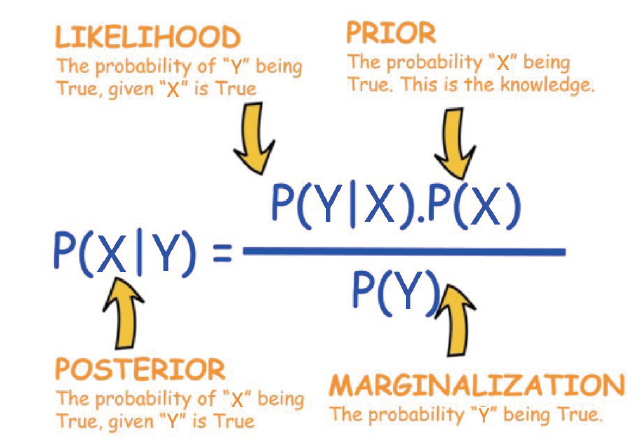 LIKELIHOOD
The probability of "Y" being
True, given "X" is True
PRIOR
The probability "X" being
True. This is the knowledge.
P(Y|X).P(X)
P(X|Y) =
P(Y)
POSTERIOR
The probability of "X" being
True, given "Y" is True
MARGINALIZATION
The probability "Y" being True.